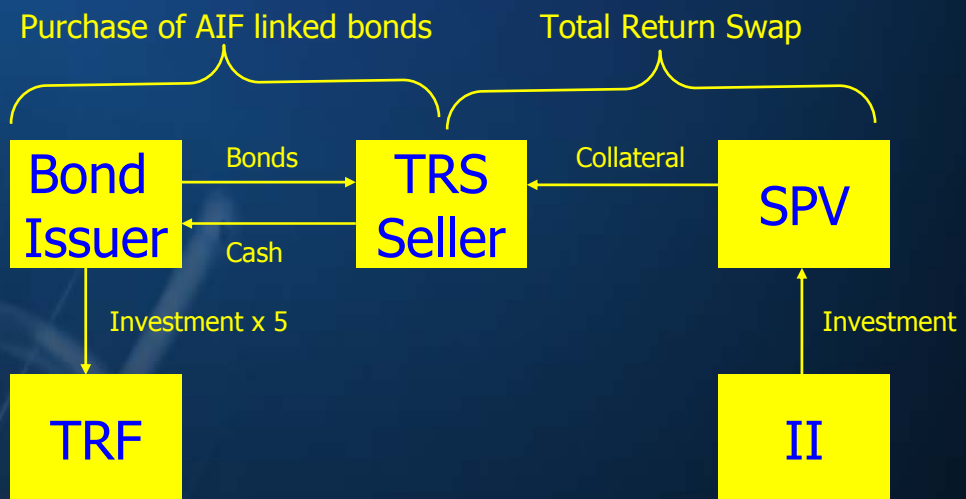 Purchase of AIF linked bonds
Total Return Swap
Bond
Issuer
Bonds
Cash
TRS
Seller
Collateral
SPV
Investment x 5
Investment
TRF
II